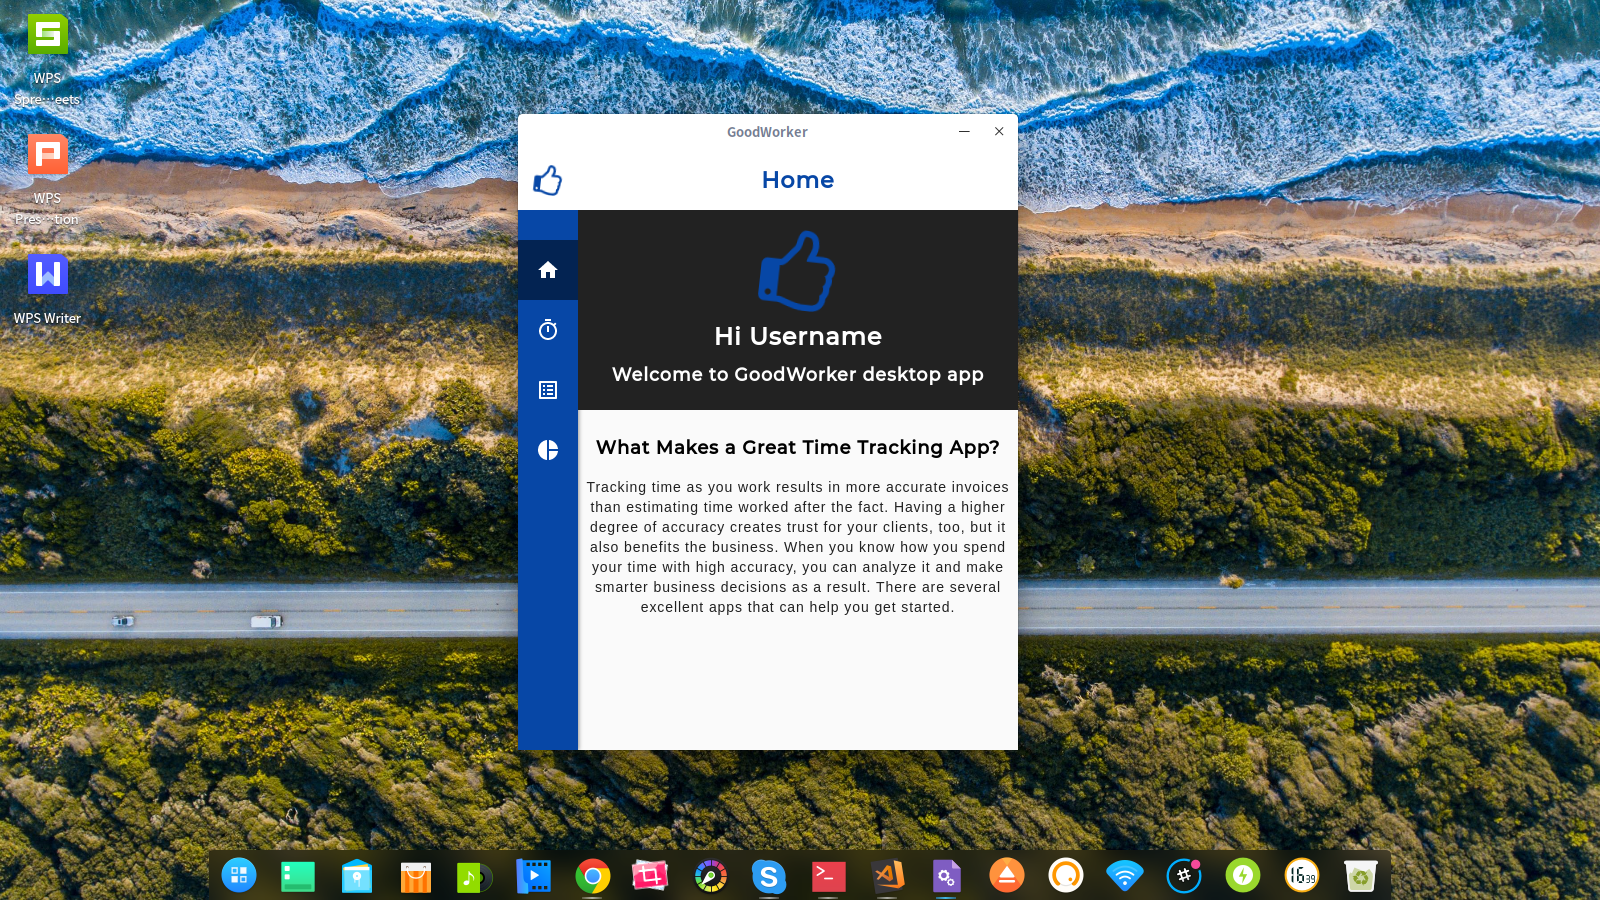 WPS
Spre···eets
WPS
Pres···tion
WPS Writer
GoodWorker
Home
Hi Username
Welcome to GoodWorker desktop app
What Makes a Great Time Tracking App?
Tracking time as you work results in more accurate invoices
than estimating time worked after the fact. Having a higher
degree of accuracy creates trust for your clients, too, but it
also benefits the business. When you know how you spend
your time with high accuracy, you can analyze it and make
smarter business decisions as a result. There are several
excellent apps that can help you get started.
16 39